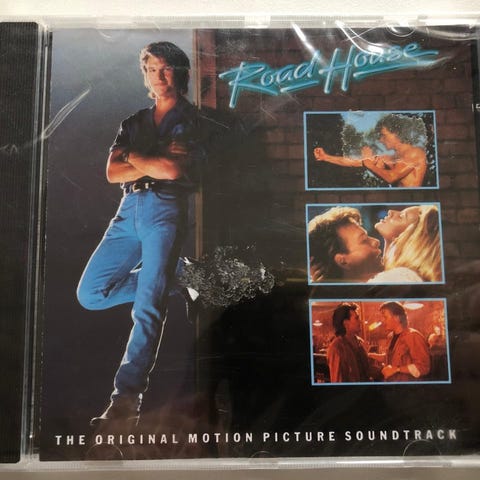 Road House
THE ORIGINAL MOTION PICTURE SOUNDTRACK